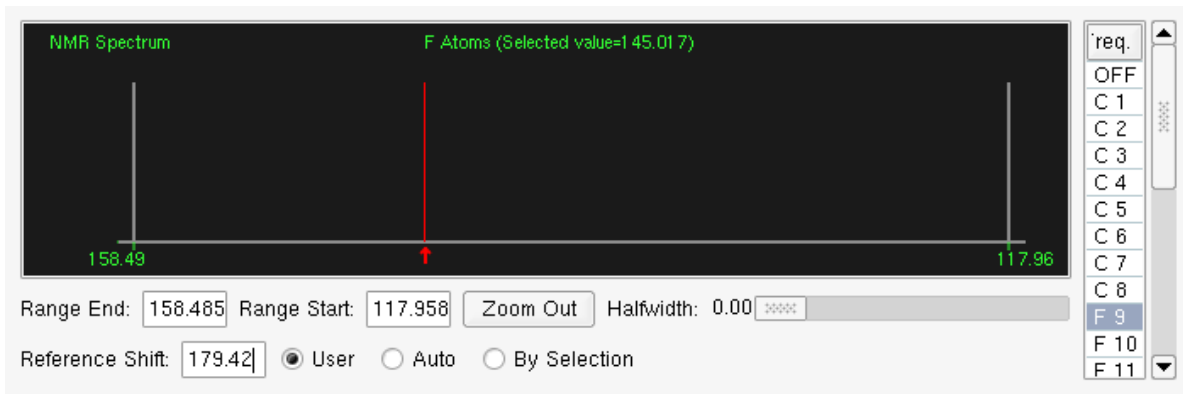 NMR Spectrum F Atoms (Selected value=145.017)
158.49 117.96
Range End: 158.485 Range Start: 117.958 Zoom Out Halfwidth: 0.00
Reference Shift: 179.42 User Auto By Selection
req.
OFF
C 1
C 2
C 3
C 4
C 5
C 6
C 7
C 8
F 9
F 10
F 11